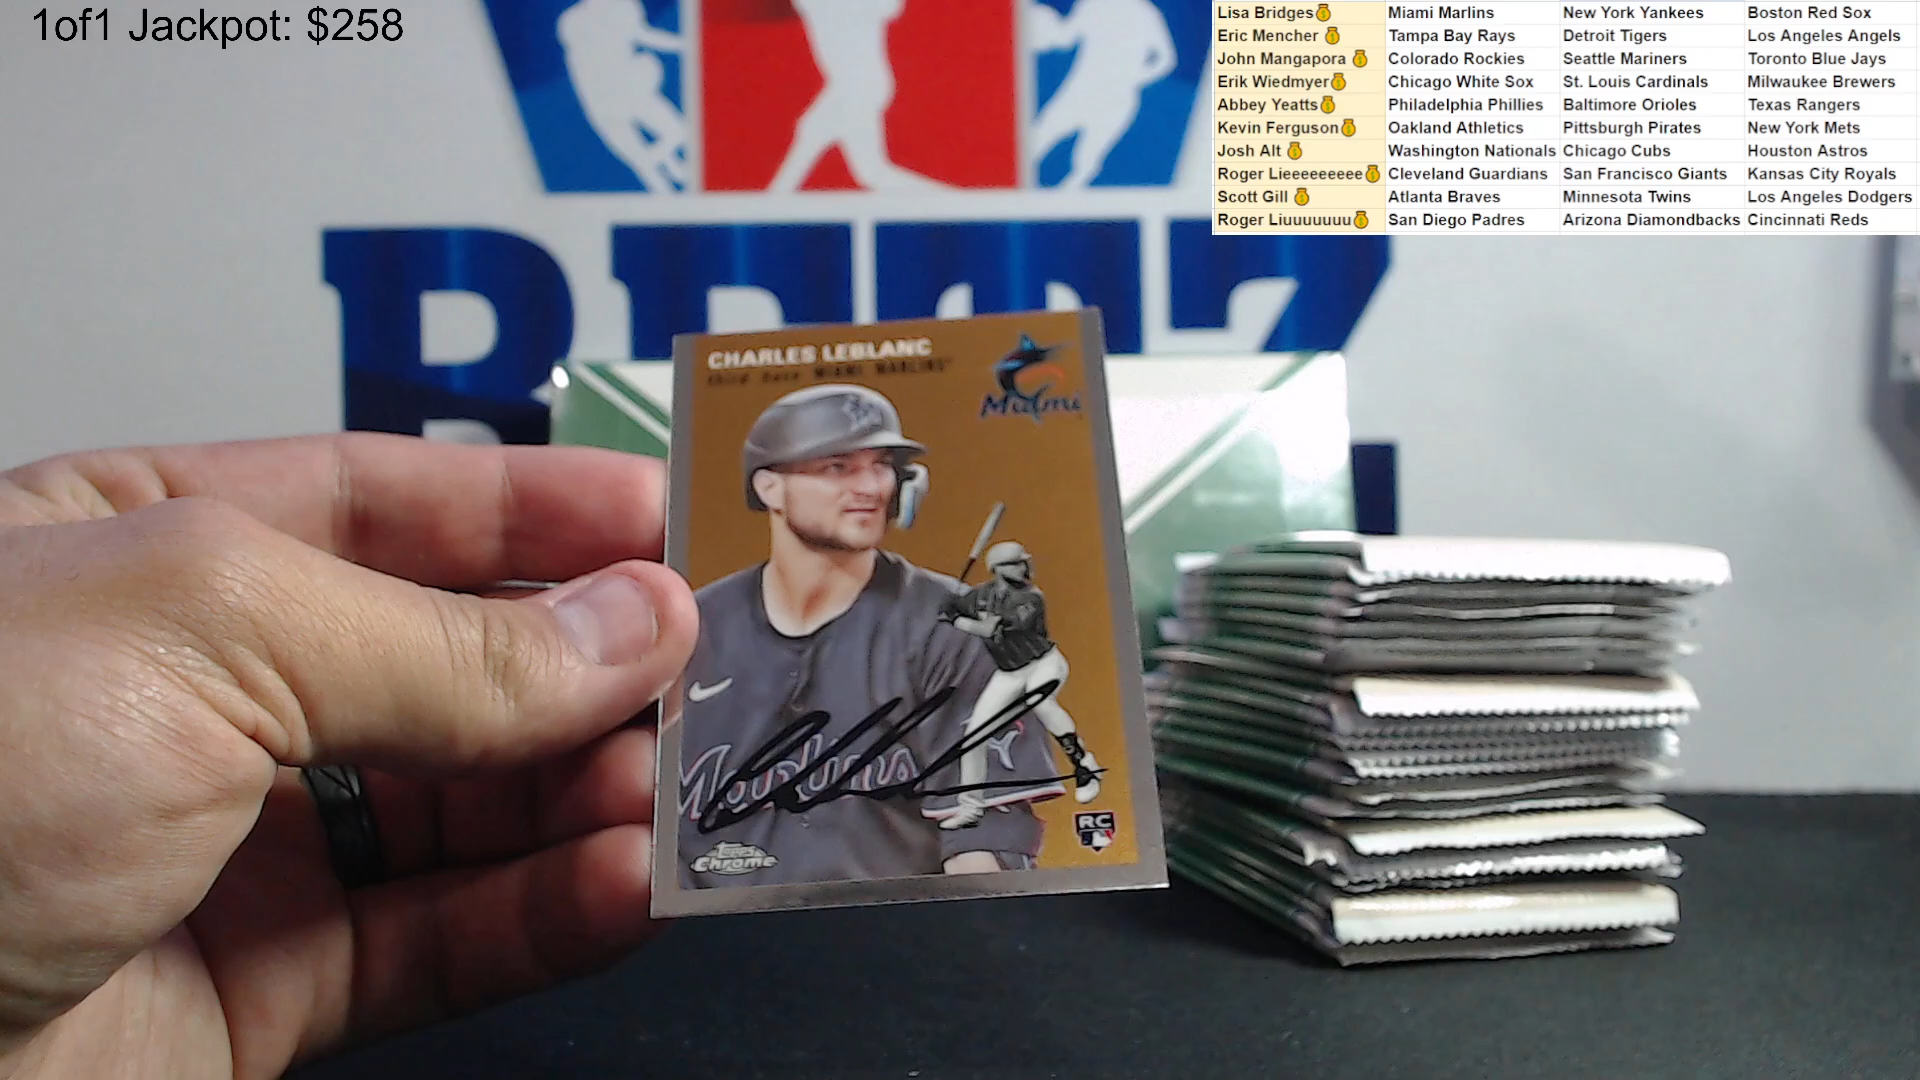 1of1 Jackpot: $258
Lisa Bridges Miami Marlins New York Yankees Boston Red Sox
Eric Mencher Tampa Bay Rays Detroit Tigers Los Angeles Angels
John Mangapora Colorado Rockies Seattle Mariners Toronto Blue Jays
Erik Wiedmyer Chicago White Sox St. Louis Cardinals Milwaukee Brewers
Abbey Yeatts Philadelphia Phillies Baltimore Orioles Texas Rangers
Kevin Ferguson Oakland Athletics Pittsburgh Pirates New York Mets
Josh Alt Washington Nationals Chicago Cubs Houston Astros
Roger Lieeeeeeeee Cleveland Guardians San Francisco Giants Kansas City Royals
Scott Gill Atlanta Braves Minnesota Twins Los Angeles Dodgers
Roger Liuuuuuuu San Diego Padres Arizona Diamondbacks Cincinnati Reds
CHARLES LEBLANC
third base MIAMI MARLINS
Miami
Marlins
RC
Topps
Chrome